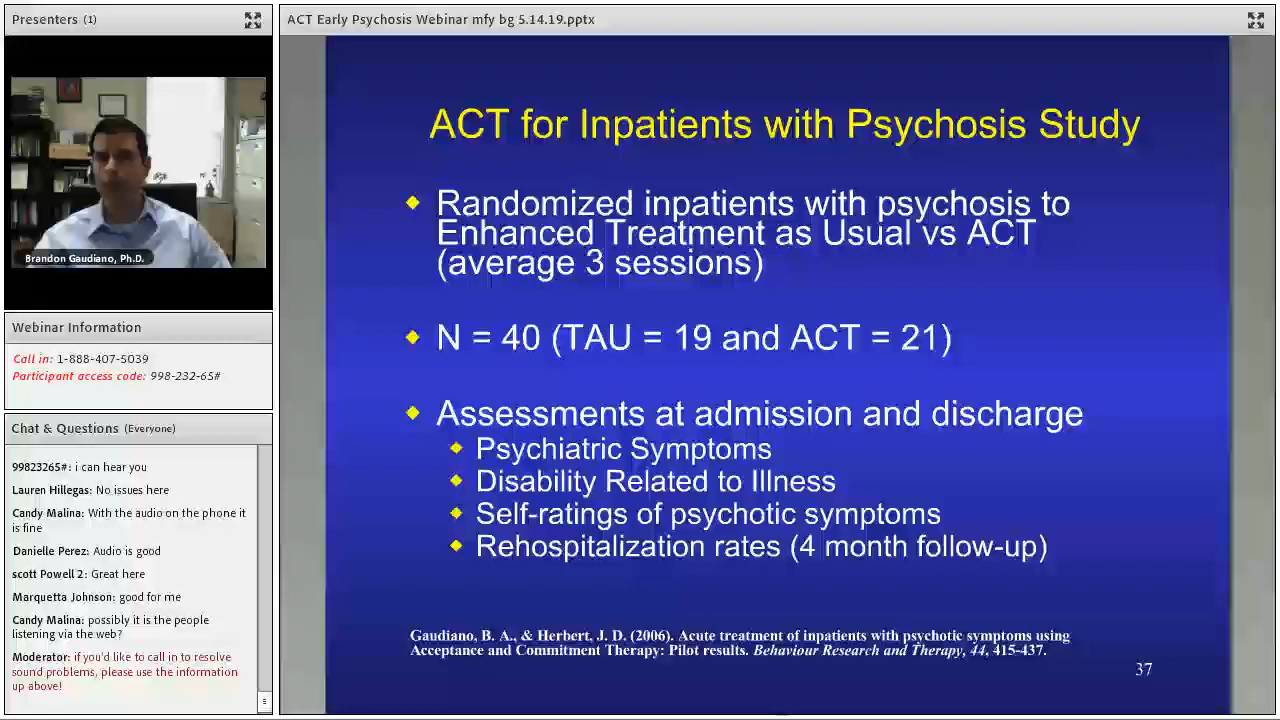 Presenters (1)
Brandon Gaudiano, Ph.D.
Webinar Information
Call in: 1-888-407-5039
Participant access code: 998-232-65#
Chat & Questions (Everyone)
99823265#: i can hear you
Lauren Hillegas: No issues here
Candy Malina: With the audio on the phone it
is fine
Danielle Perez: Audio is good
scott Powell 2: Great here
Marquetta Johnson: good for me
Candy Malina: possibly it is the people
listening via the web?
Moderator: if you'd like to call in to resolve
sound problems, please use the information
up above!
ACT Early Psychosis Webinar mfy bg 5.14.19.pptx
ACT for Inpatients with Psychosis Study
Randomized inpatients with psychosis to
Enhanced Treatment as Usual vs ACT
(average 3 sessions)
N = 40 (TAU = 19 and ACT = 21)
Assessments at admission and discharge
Psychiatric Symptoms
Disability Related to Illness
Self-ratings of psychotic symptoms
Rehospitalization rates (4 month follow-up)
Gaudiano, B. A., & Herbert, J. D. (2006). Acute treatment of inpatients with psychotic symptoms using
Acceptance and Commitment Therapy: Pilot results. Behaviour Research and Therapy, 44, 415-437.
37